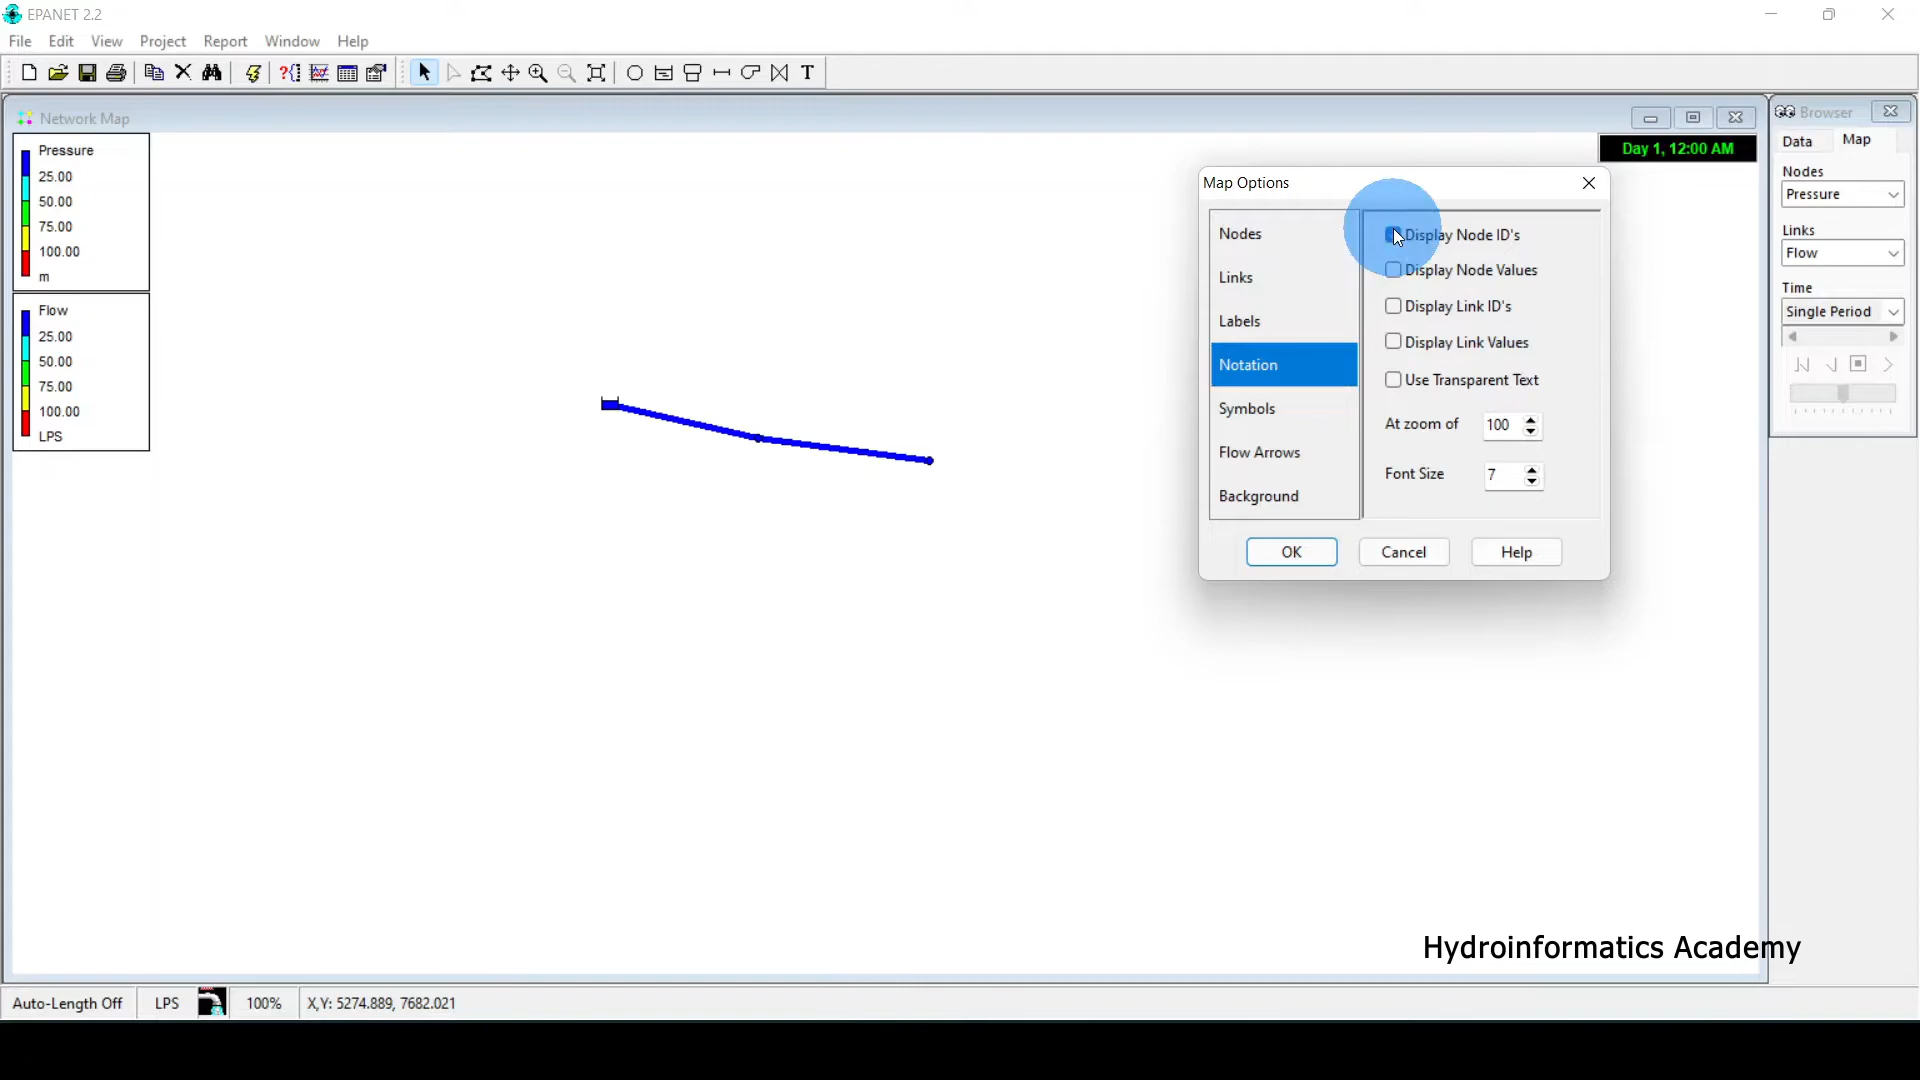 EPANET 2.2
File Edit View Project Report Window Help
T
Network Map
Browser
Day 1, 12:00 AM
Data Map
Pressure
25.00
50.00
75.00
100.00
m
Flow
25.00
50.00
75.00
100.00
LPS
Map Options
Nodes
Links
Labels
Notation
Symbols
Flow Arrows
Background
Display Node ID's
Display Node Values
Display Link ID's
Display Link Values
Use Transparent Text
At zoom of 100
Font Size 7
OK Cancel Help
Nodes
Pressure
Links
Flow
Time
Single Period
Hydroinformatics Academy
Auto-Length Off LPS 100% X,Y: 5274.889, 7682.021